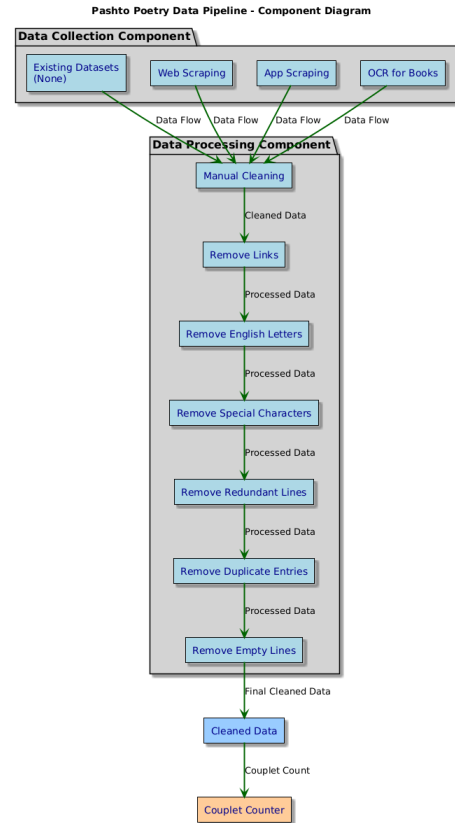 Pashto Poetry Data Pipeline - Component Diagram
Data Collection Component
Existing Datasets
(None)
Web Scraping
App Scraping
OCR for Books
Data Flow
Data Flow
Data Flow
Data Flow
Data Processing Component
Manual Cleaning
Cleaned Data
Remove Links
Processed Data
Remove English Letters
Processed Data
Remove Special Characters
Processed Data
Remove Redundant Lines
Processed Data
Remove Duplicate Entries
Processed Data
Remove Empty Lines
Final Cleaned Data
Cleaned Data
Couplet Count
Couplet Counter